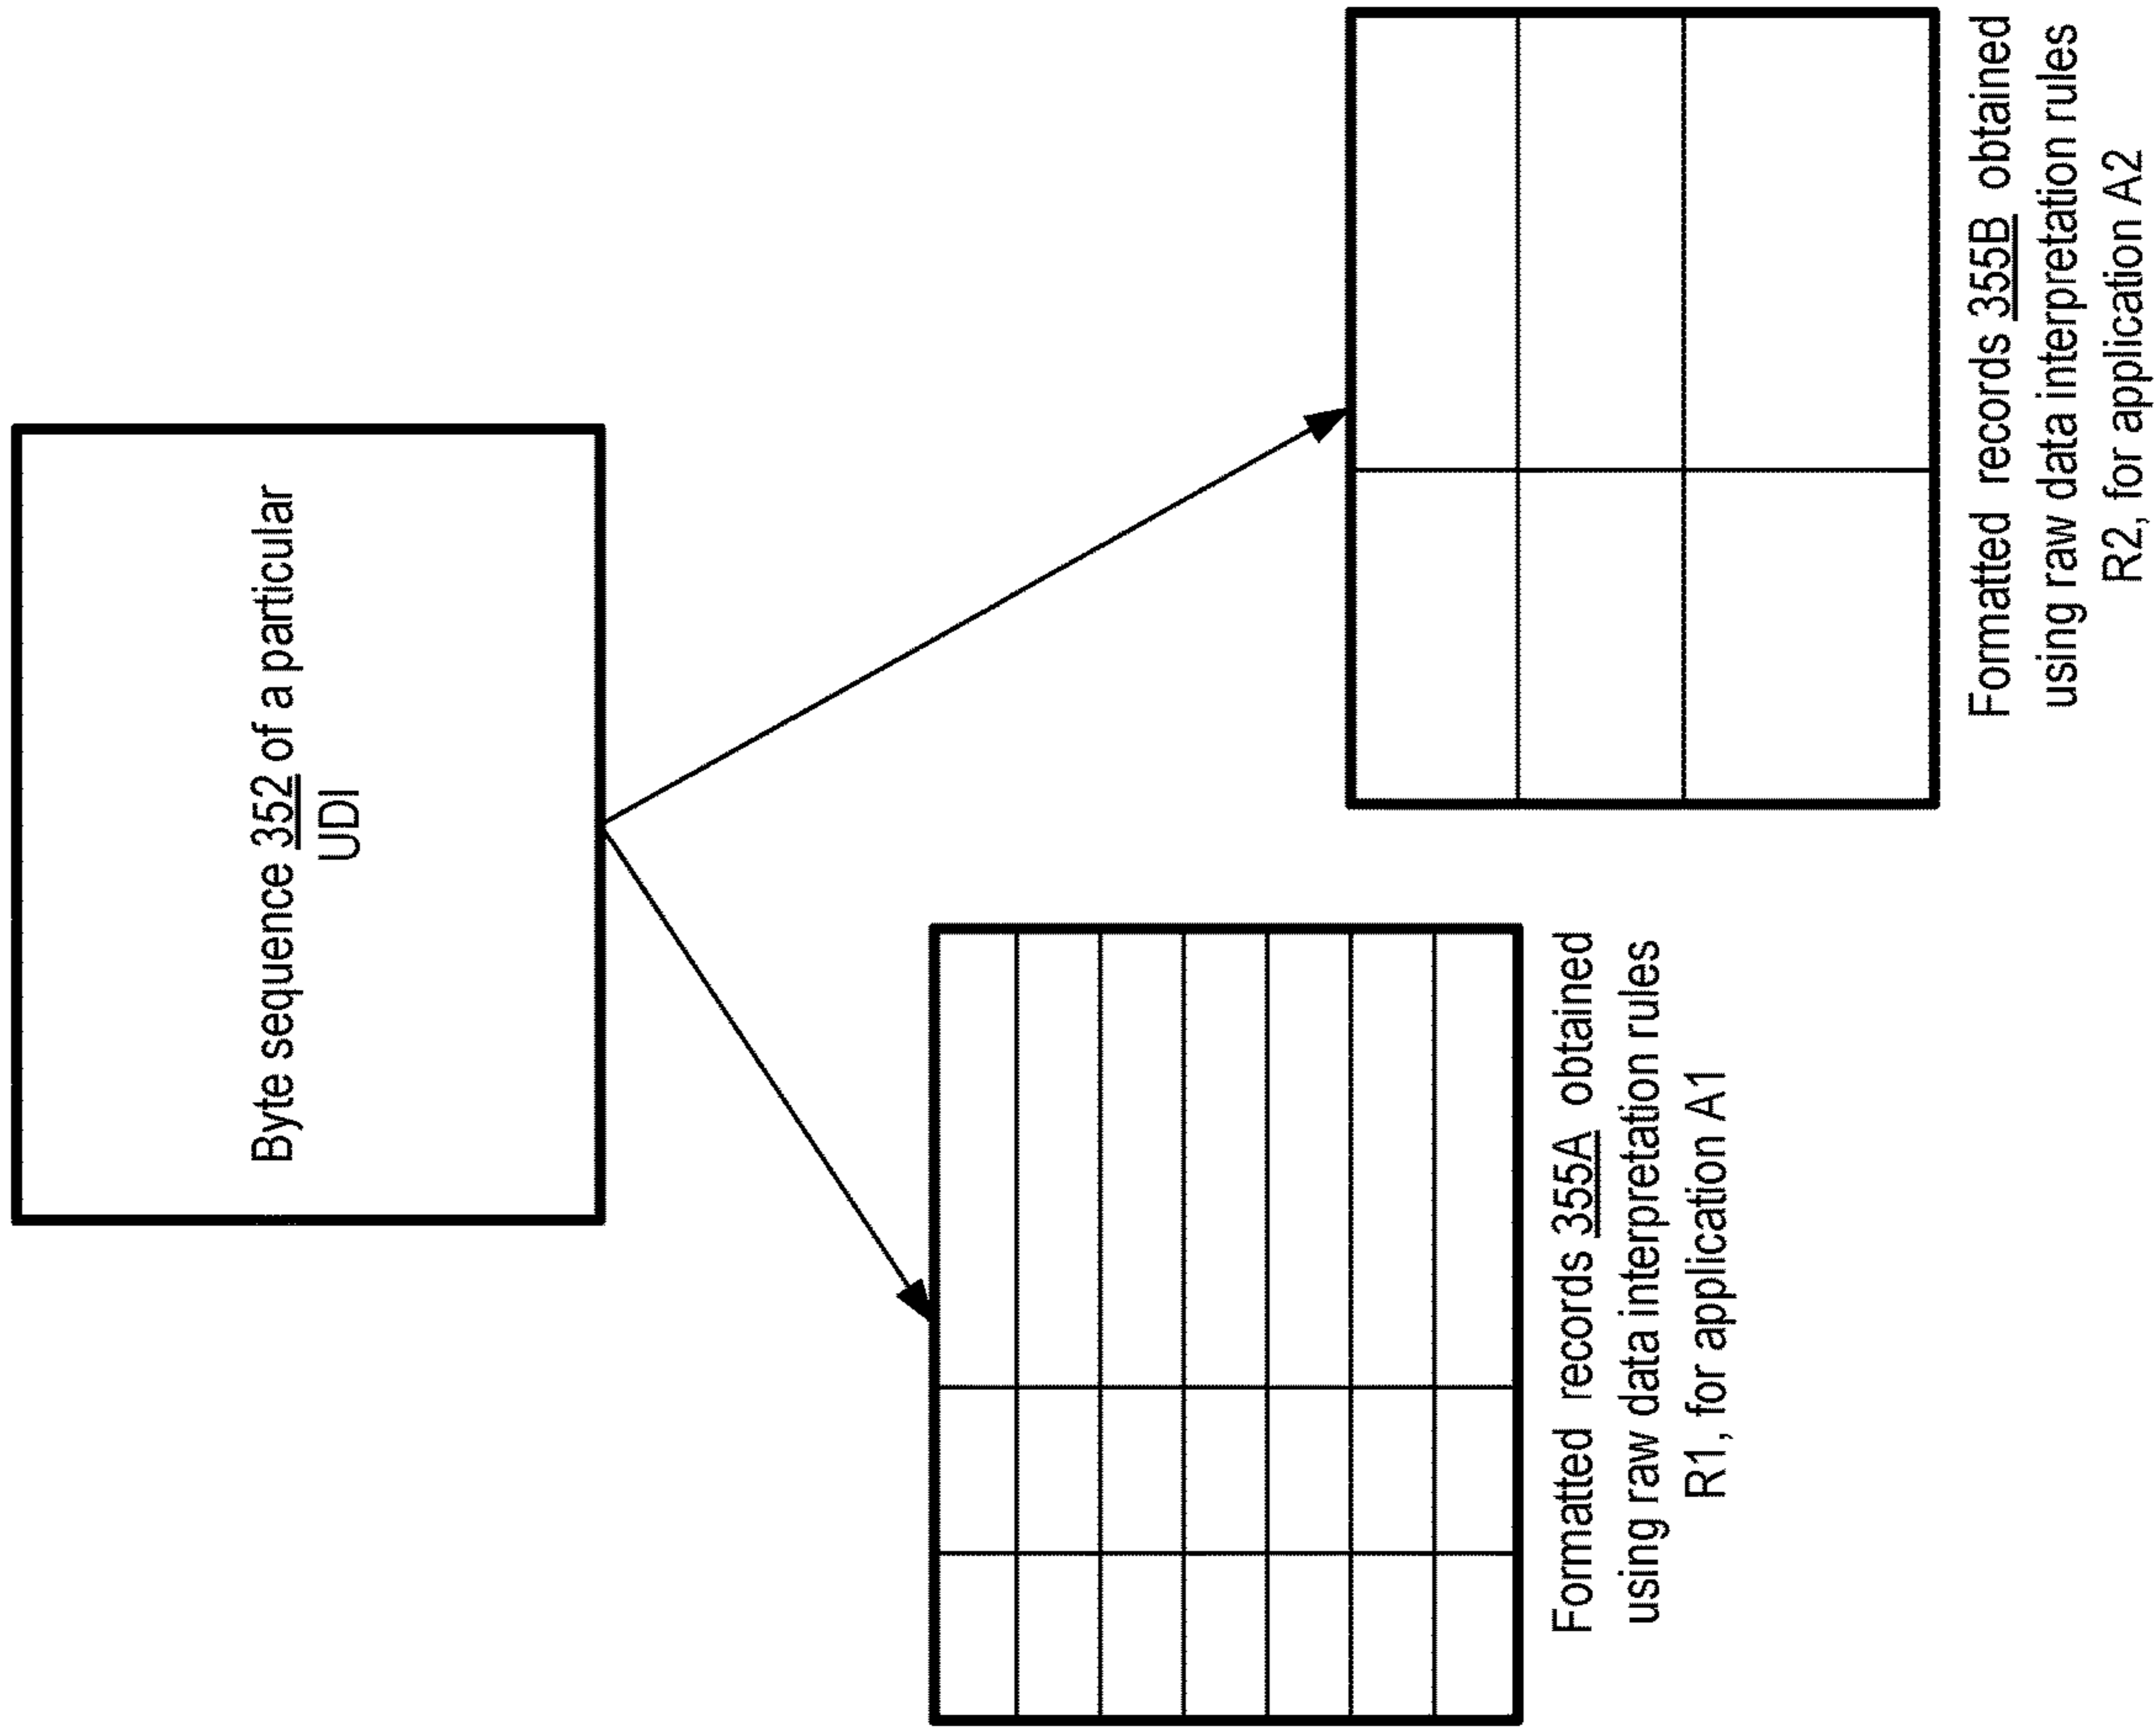 Byte sequence 352 of a particular
UDI
Formatted records 355A obtained
using raw data interpretation rules
R1, for application A1
Formatted records 355B obtained
using raw data interpretation rules
R2, for application A2